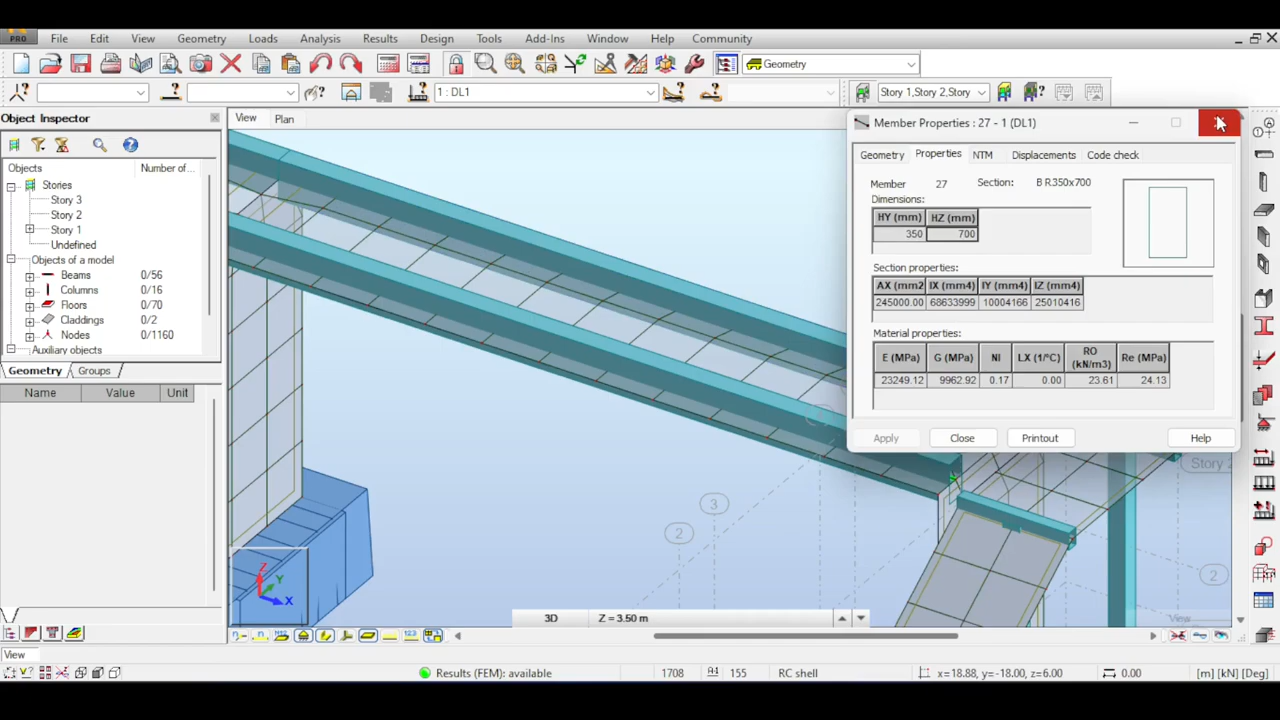 PRO File Edit View Geometry Loads Analysis Results Design Tools Add-Ins Window Help Community
Geometry
1 : DL1
Story 1,Story 2,Story
Object Inspector
View Plan
Objects Number of...
Stories
Story 3
Story 2
Story 1
Undefined
Objects of a model
Beams 0/56
Columns 0/16
Floors 0/70
Claddings 0/2
Nodes 0/1160
Auxiliary objects
Geometry Groups
Name Value Unit
Member Properties : 27 - 1 (DL1)
Geometry Properties NTM Displacements Code check
Member 27 Section: B R350x700
Dimensions:
HY (mm) HZ (mm)
350 700
Section properties:
AX (mm2 IX (mm4) IY (mm4) IZ (mm4)
245000.00 68633999 10004166 25010416
Material properties:
E (MPa) G (MPa) NI LX (1/°C) RO (kN/m3) Re (MPa)
23249.12 9962.92 0.17 0.00 23.61 24.13
Apply Close Printout Help
Story 2
3
2
2
Z
Y
X
3D Z = 3.50 m
View
View
Results (FEM): available 1708 155 RC shell x=18.88, y=-18.00, z=6.00 0.00 [m] [kN] [Deg]